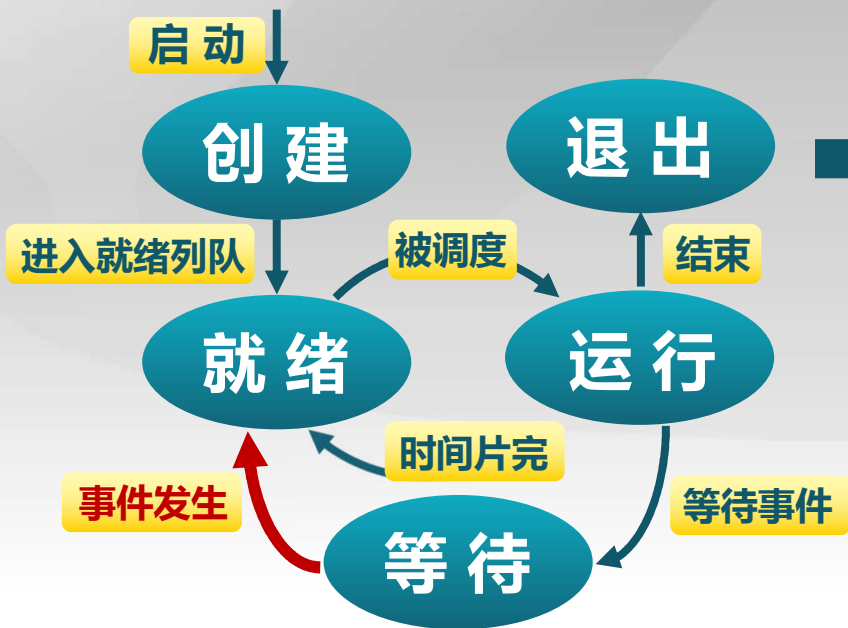 启动
创建
退出
进入就绪列队
被调度
结束
就绪
运行
时间片完
事件发生
等待事件
等待